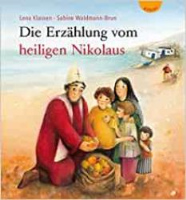 Lena Klassen · Sabine Waldmann-Brun
Die Erzählung vom
heiligen Nikolaus